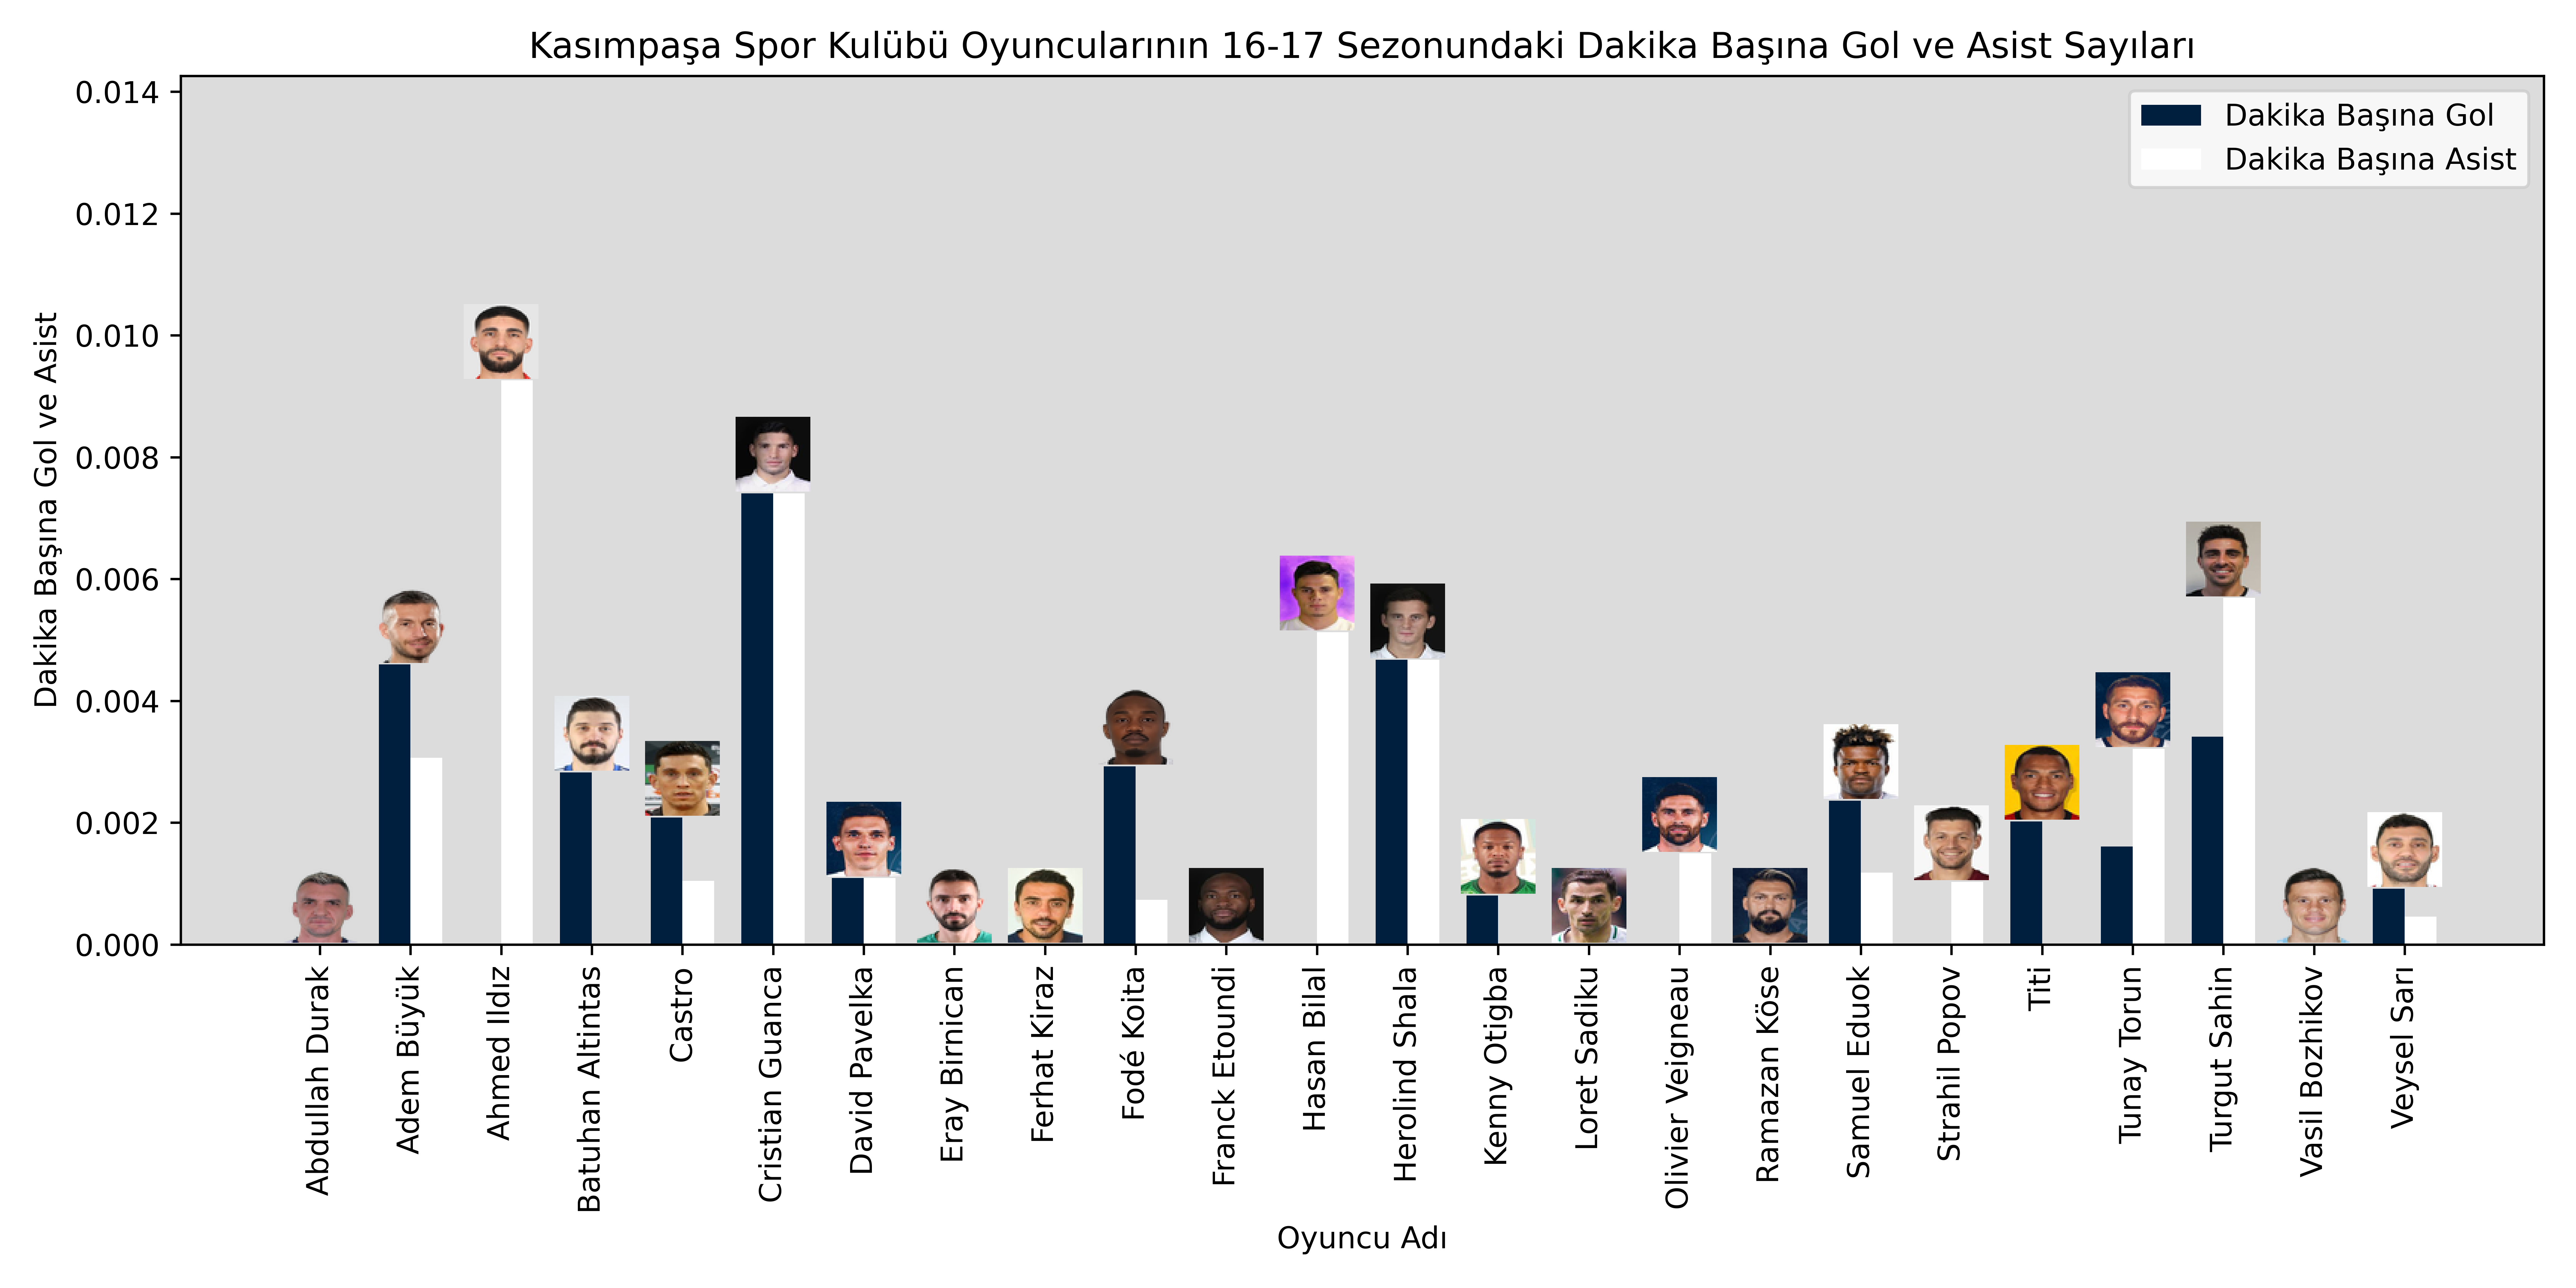 Kasımpaşa Spor Kulübü Oyuncularının 16-17 Sezonundaki Dakika Başına Gol ve Asist Sayıları
Dakika Başına Gol
Dakika Başına Asist
Dakika Başına Gol ve Asist
0.014
0.012
0.010
0.008
0.006
0.004
0.002
0.000
Abdullah Durak
Adem Büyük
Ahmed Ildız
Batuhan Altintas
Castro
Cristian Guanca
David Pavelka
Eray Birnican
Ferhat Kiraz
Fodé Koita
Franck Etoundi
Hasan Bilal
Herolind Shala
Kenny Otigba
Loret Sadiku
Olivier Veigneau
Ramazan Köse
Samuel Eduok
Strahil Popov
Titi
Tunay Torun
Turgut Sahin
Vasil Bozhikov
Veysel Sarı
Oyuncu Adı